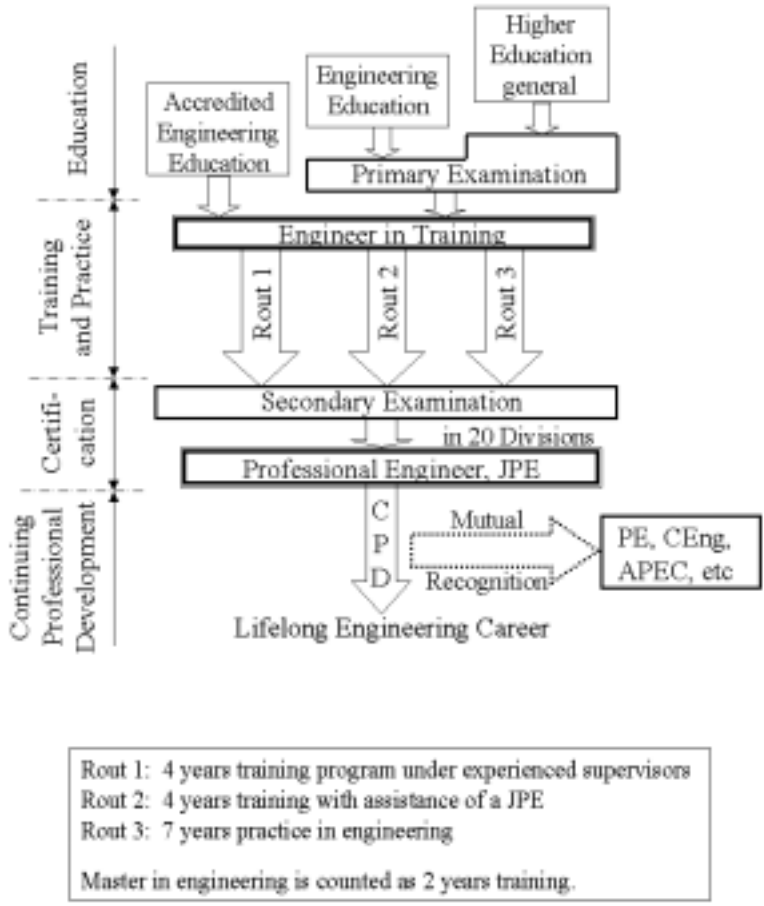 Higher
Education
general
Engineering
Education
Accredited
Engineering
Education
Primary Examination
Education
Engineer in Training
Training
and Practice
Rout 1
Rout 2
Rout 3
Secondary Examination
Certifi-
cation
in 20 Divisions
Professional Engineer, JPE
Continuing
Professional
Development
C
P
D
Mutual
Recognition
PE, CEng,
APEC, etc
Lifelong Engineering Career
Rout 1: 4 years training program under experienced supervisors
Rout 2: 4 years training with assistance of a JPE
Rout 3: 7 years practice in engineering
Master in engineering is counted as 2 years training.